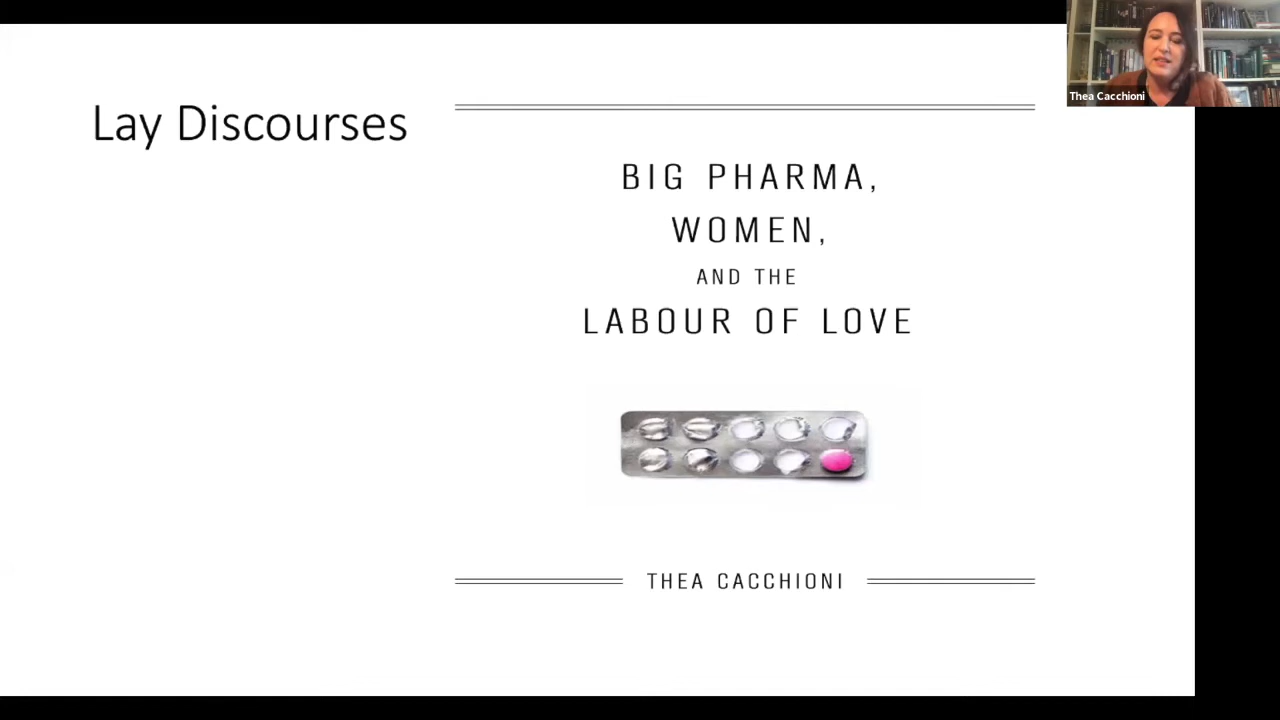 Thea Cacchioni
Lay Discourses
BIG PHARMA,
WOMEN,
AND THE
LABOUR OF LOVE
THEA CACCHIONI